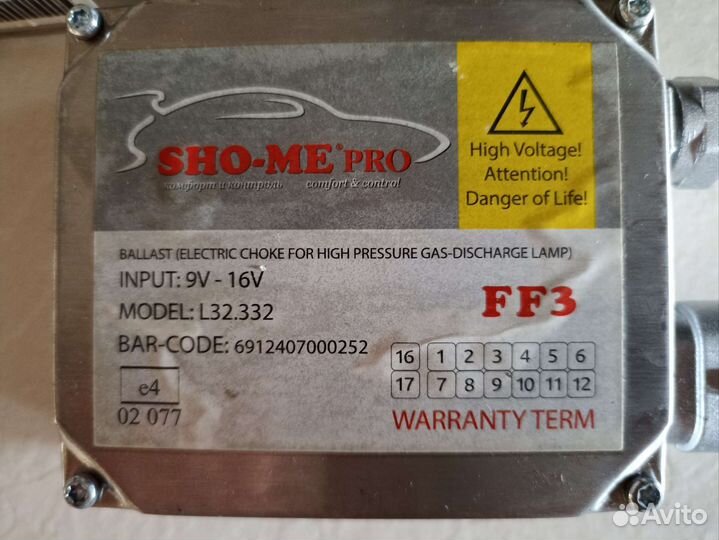 SHO-ME® PRO
комфорт и контроль comfort & control
High Voltage!
Attention!
Danger of Life!
BALLAST (ELECTRIC CHOKE FOR HIGH PRESSURE GAS-DISCHARGE LAMP)
INPUT: 9V - 16V
MODEL: L32.332
FF3
BAR-CODE: 6912407000252
16 1 2 3 4 5 6
17 7 8 9 10 11 12
e4
02 077
WARRANTY TERM
Avito